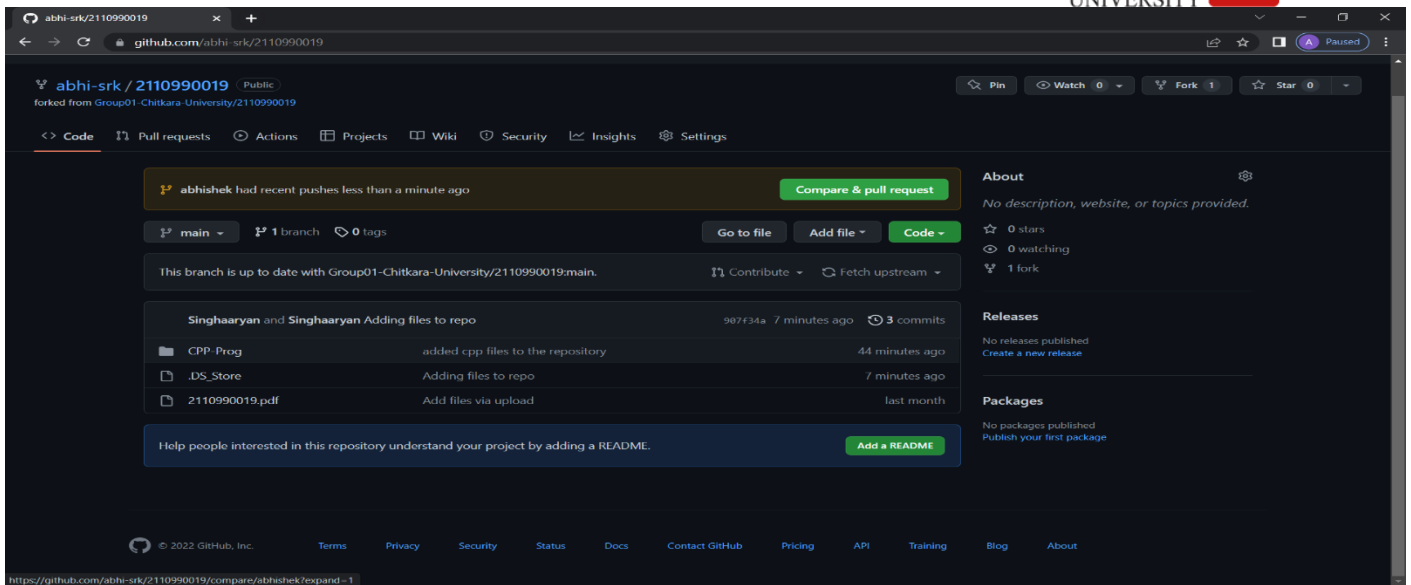 UNIVERSITY
abhi-srk/2110990019
github.com/abhi-srk/2110990019
A Paused
abhi-srk / 2110990019 Public
Pin Watch 0 Fork 1 Star 0
forked from Group01-Chitkara-University/2110990019
<> Code Pull requests Actions Projects Wiki Security Insights Settings
abhishek had recent pushes less than a minute ago Compare & pull request
main 1 branch 0 tags Go to file Add file Code
This branch is up to date with Group01-Chitkara-University/2110990019:main. Contribute Fetch upstream
Singhaaryan and Singhaaryan Adding files to repo 907f34a 7 minutes ago 3 commits
CPP-Prog added cpp files to the repository 44 minutes ago
.DS_Store Adding files to repo 7 minutes ago
2110990019.pdf Add files via upload last month
Help people interested in this repository understand your project by adding a README. Add a README
About
No description, website, or topics provided.
0 stars
0 watching
1 fork
Releases
No releases published
Create a new release
Packages
No packages published
Publish your first package
© 2022 GitHub, Inc. Terms Privacy Security Status Docs Contact GitHub Pricing API Training Blog About
https://github.com/abhi-srk/2110990019/compare/abhishek?expand=1